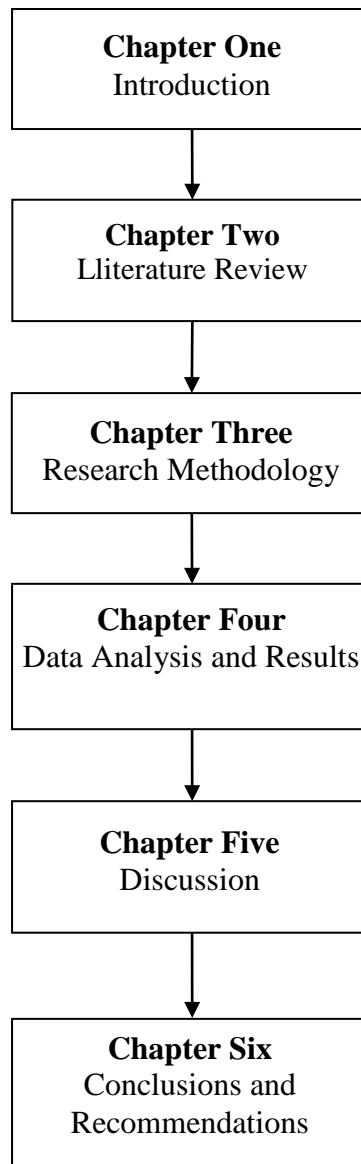 Chapter One
Introduction
Chapter Two
Lliterature Review
Chapter Three
Research Methodology
Chapter Four
Data Analysis and Results
Chapter Five
Discussion
Chapter Six
Conclusions and
Recommendations